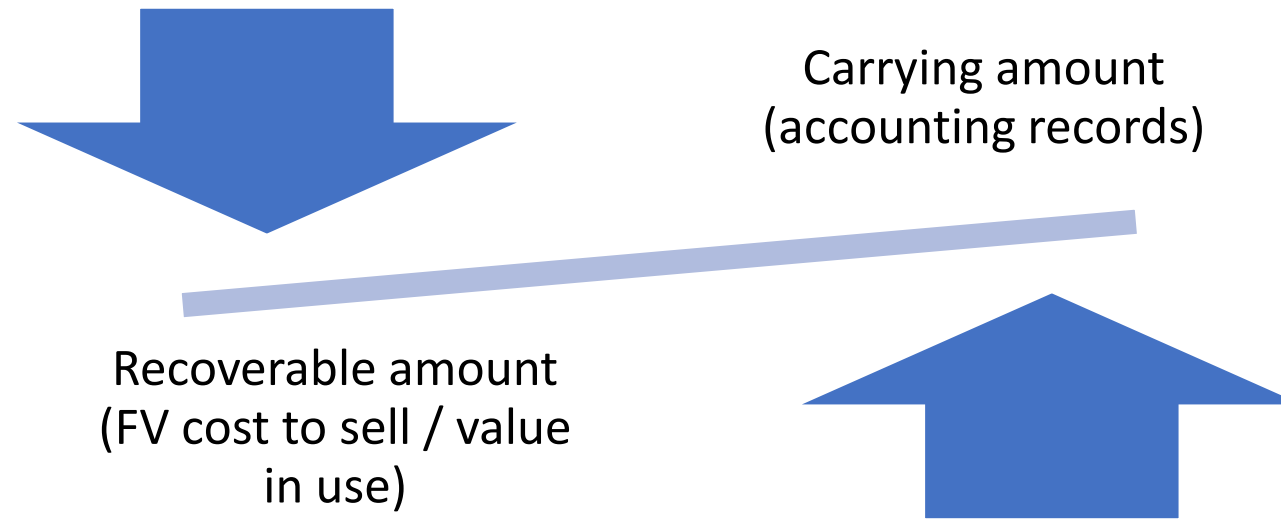 Carrying amount
(accounting records)
Recoverable amount
(FV cost to sell / value
in use)